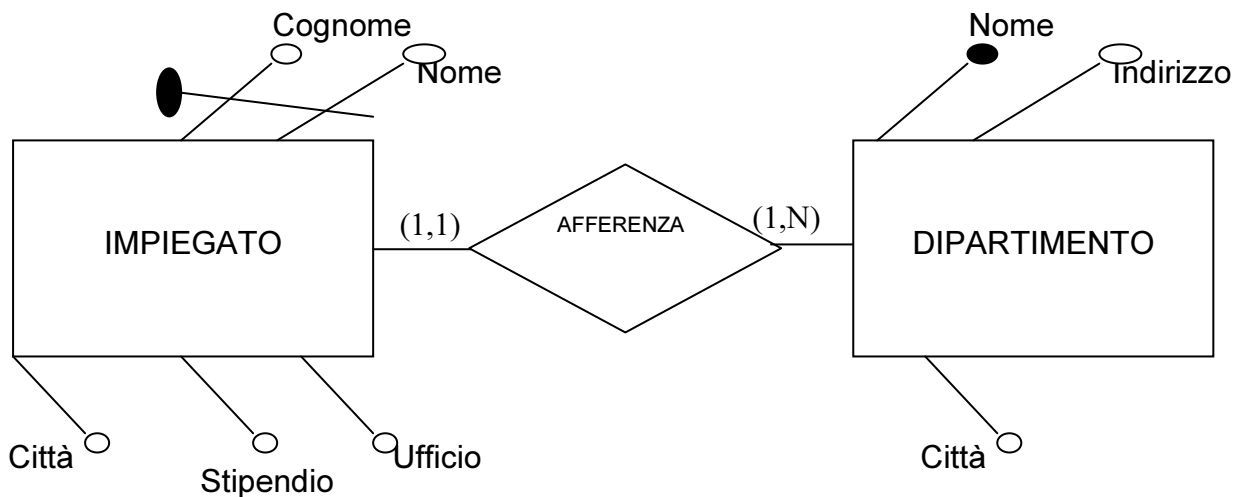 Cognome
Nome
Nome
Indirizzo
IMPIEGATO
(1,1)
AFFERENZA
(1,N)
DIPARTIMENTO
Città
Stipendio
Ufficio
Città